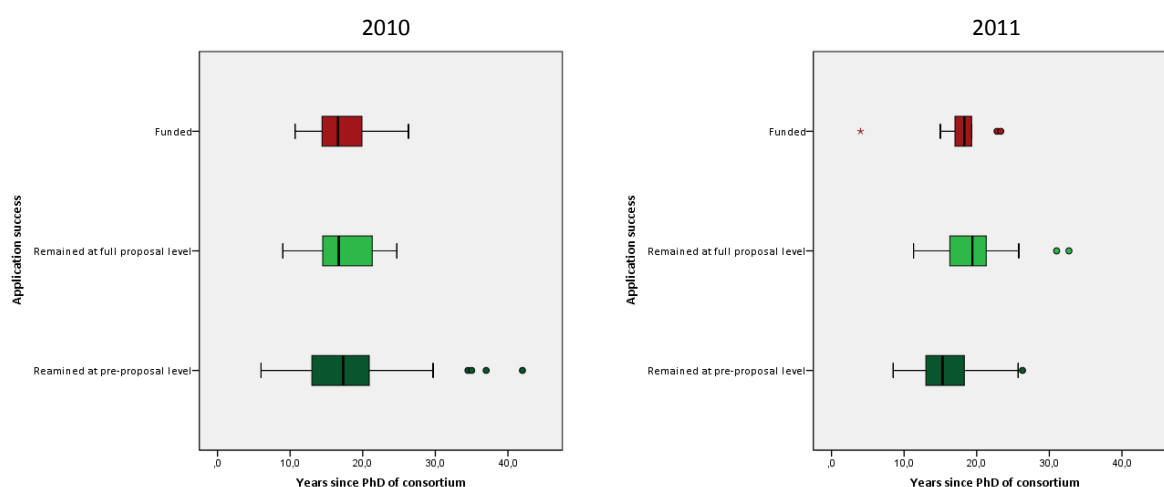 2010
Application success
Funded
Remained at full proposal level
Reamined at pre-proposal level
,0 10,0 20,0 30,0 40,0
Years since PhD of consortium
2011
Application success
Funded
Remained at full proposal level
Remained at pre-proposal level
,0 10,0 20,0 30,0 40,0
Years since PhD of consortium